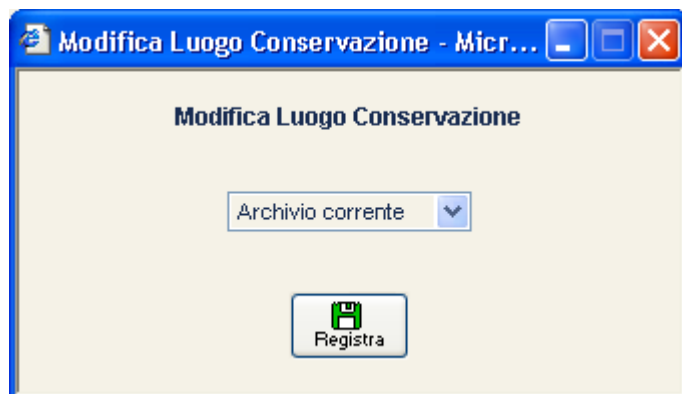 Modifica Luogo Conservazione - Micr...
Modifica Luogo Conservazione
Archivio corrente
Registra